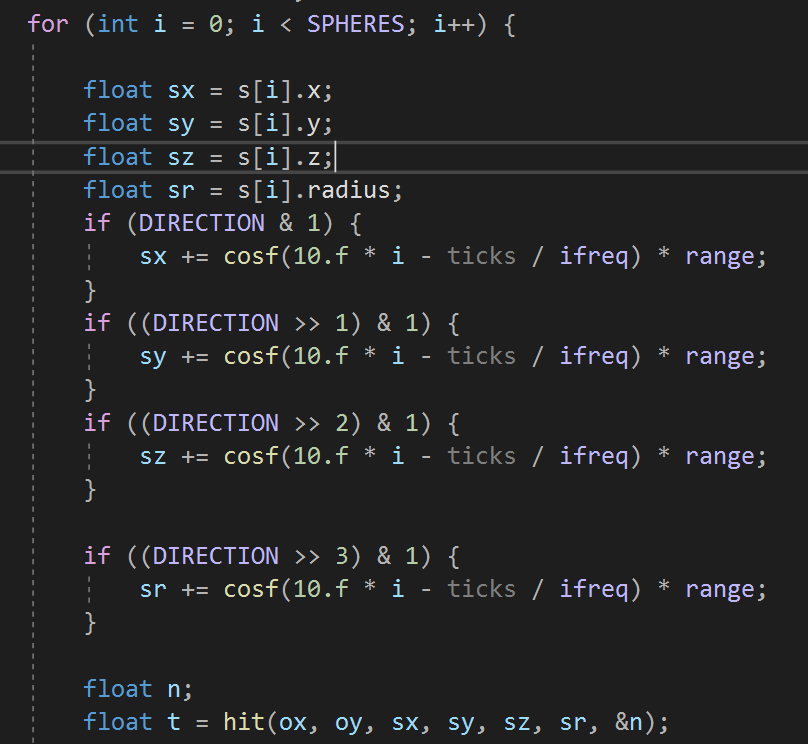 for (int i = 0; i < SPHERES; i++) {
float sx = s[i].x;
float sy = s[i].y;
float sz = s[i].z;
float sr = s[i].radius;
if (DIRECTION & 1) {
sx += cosf(10.f * i - ticks / ifreq) * range;
}
if ((DIRECTION >> 1) & 1) {
sy += cosf(10.f * i - ticks / ifreq) * range;
}
if ((DIRECTION >> 2) & 1) {
sz += cosf(10.f * i - ticks / ifreq) * range;
}
if ((DIRECTION >> 3) & 1) {
sr += cosf(10.f * i - ticks / ifreq) * range;
}
float n;
float t = hit(ox, oy, sx, sy, sz, sr, &n);